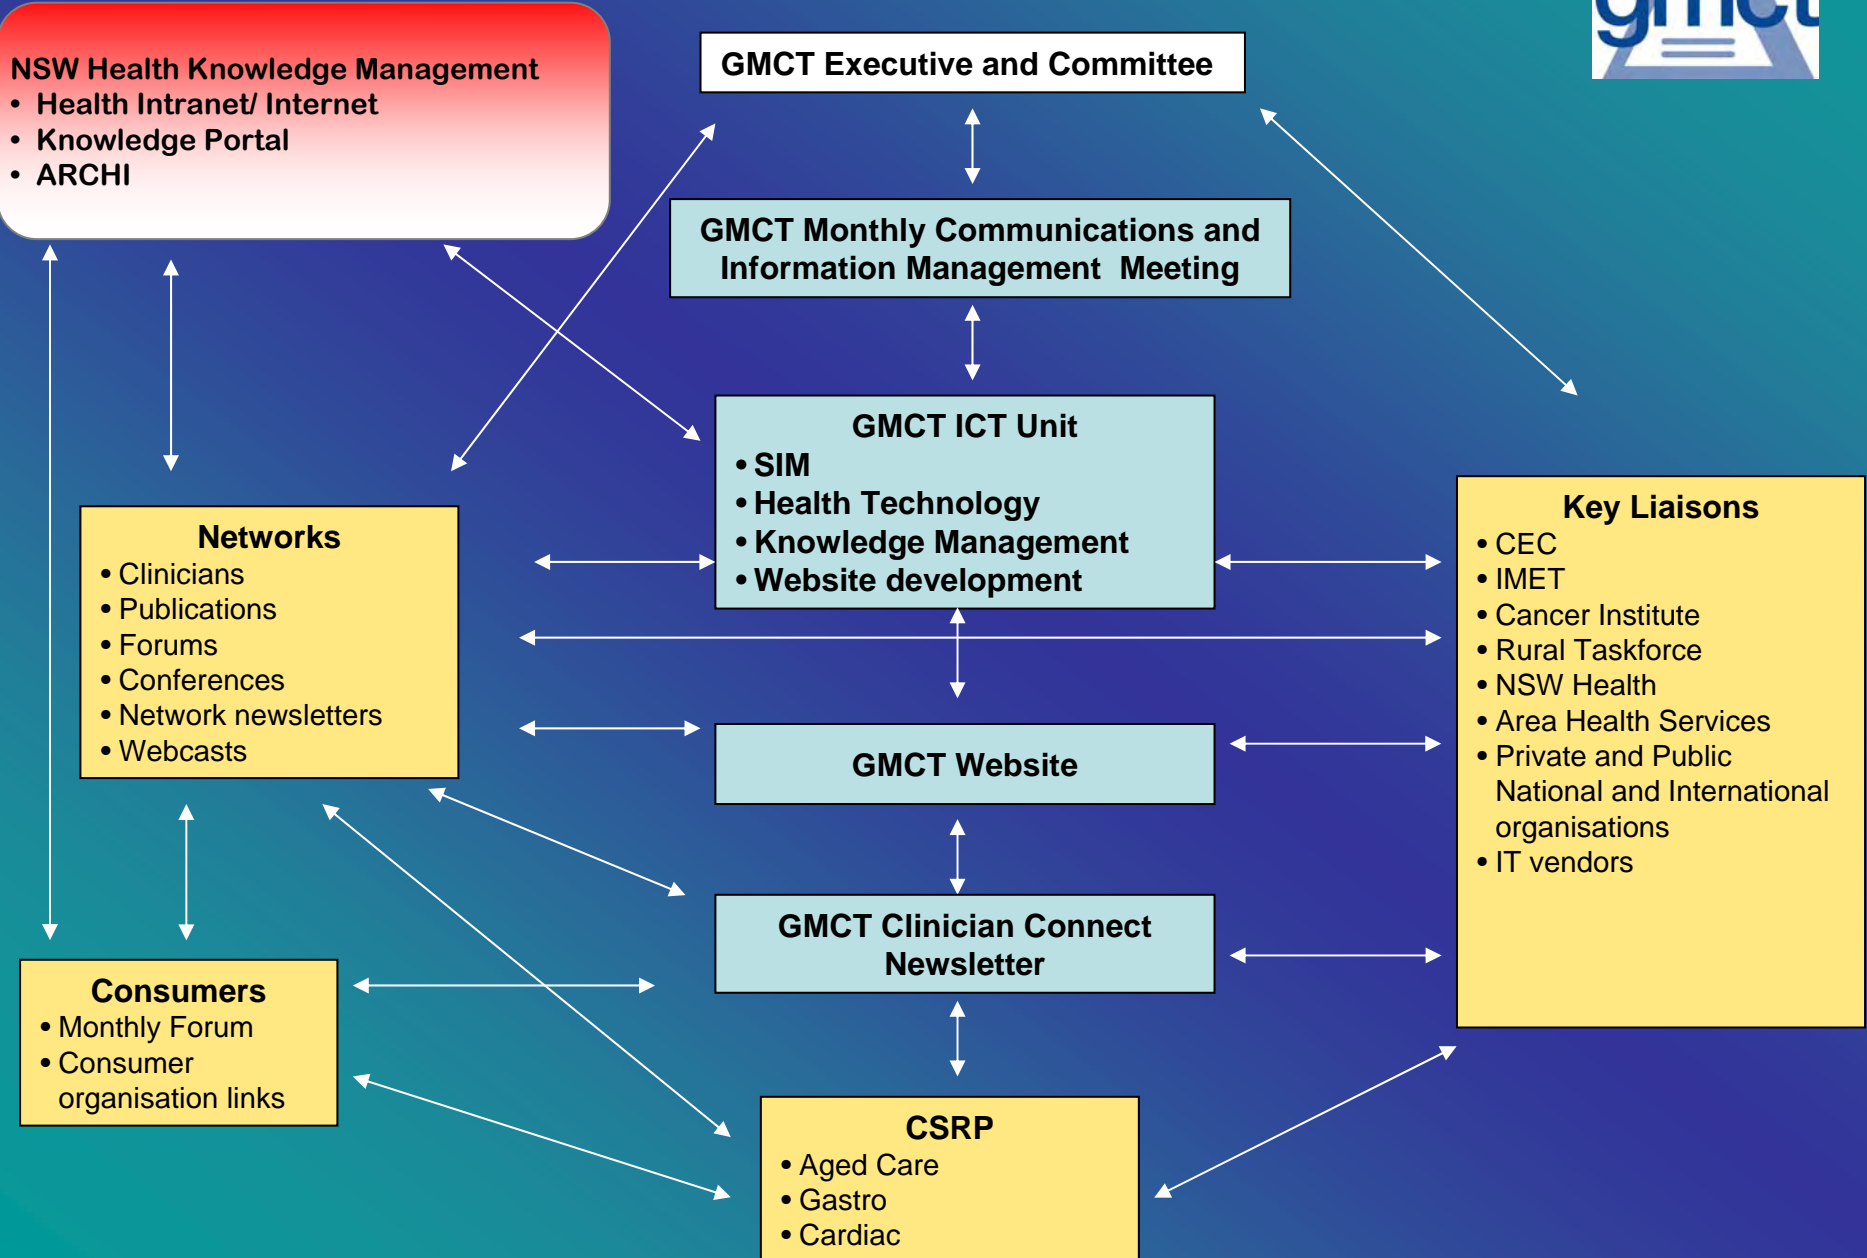 gmct
NSW Health Knowledge Management
• Health Intranet/ Internet
• Knowledge Portal
• ARCHI
GMCT Executive and Committee
GMCT Monthly Communications and
Information Management Meeting
GMCT ICT Unit
• SIM
• Health Technology
• Knowledge Management
• Website development
Networks
• Clinicians
• Publications
• Forums
• Conferences
• Network newsletters
• Webcasts
Key Liaisons
• CEC
• IMET
• Cancer Institute
• Rural Taskforce
• NSW Health
• Area Health Services
• Private and Public
National and International
organisations
• IT vendors
GMCT Website
GMCT Clinician Connect
Newsletter
Consumers
• Monthly Forum
• Consumer
organisation links
CSRP
• Aged Care
• Gastro
• Cardiac